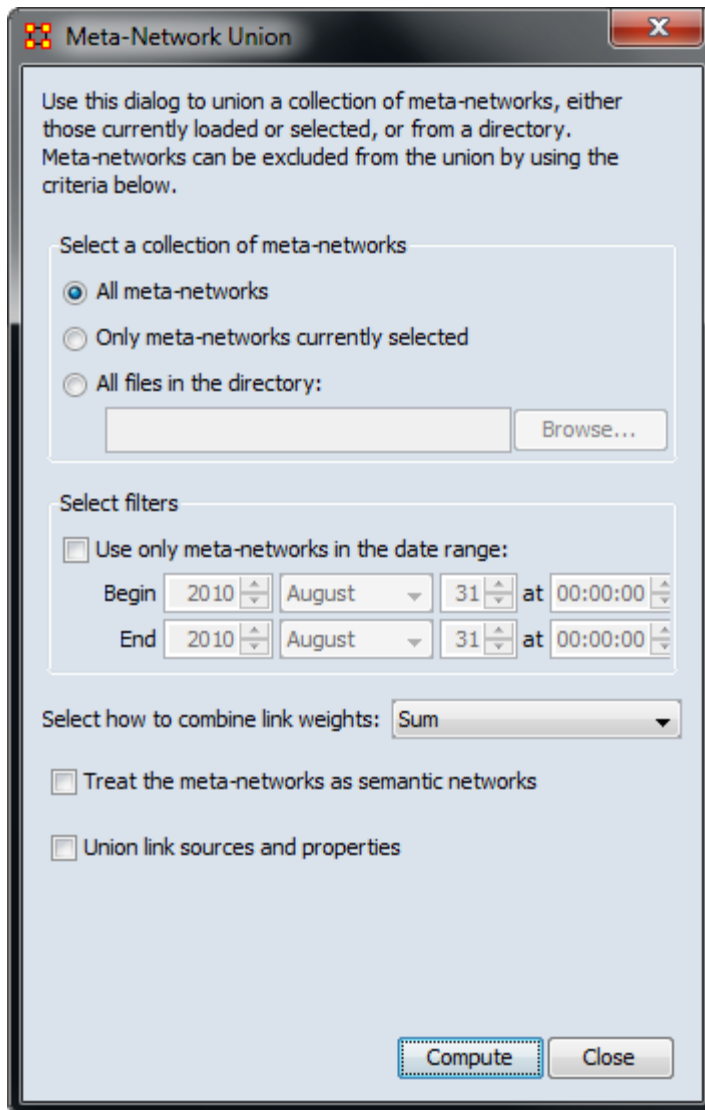 Meta-Network Union
Use this dialog to union a collection of meta-networks, either
those currently loaded or selected, or from a directory.
Meta-networks can be excluded from the union by using the
criteria below.
Select a collection of meta-networks
All meta-networks
Only meta-networks currently selected
All files in the directory:
Browse...
Select filters
Use only meta-networks in the date range:
Begin 2010 August 31 at 00:00:00
End 2010 August 31 at 00:00:00
Select how to combine link weights: Sum
Treat the meta-networks as semantic networks
Union link sources and properties
Compute Close